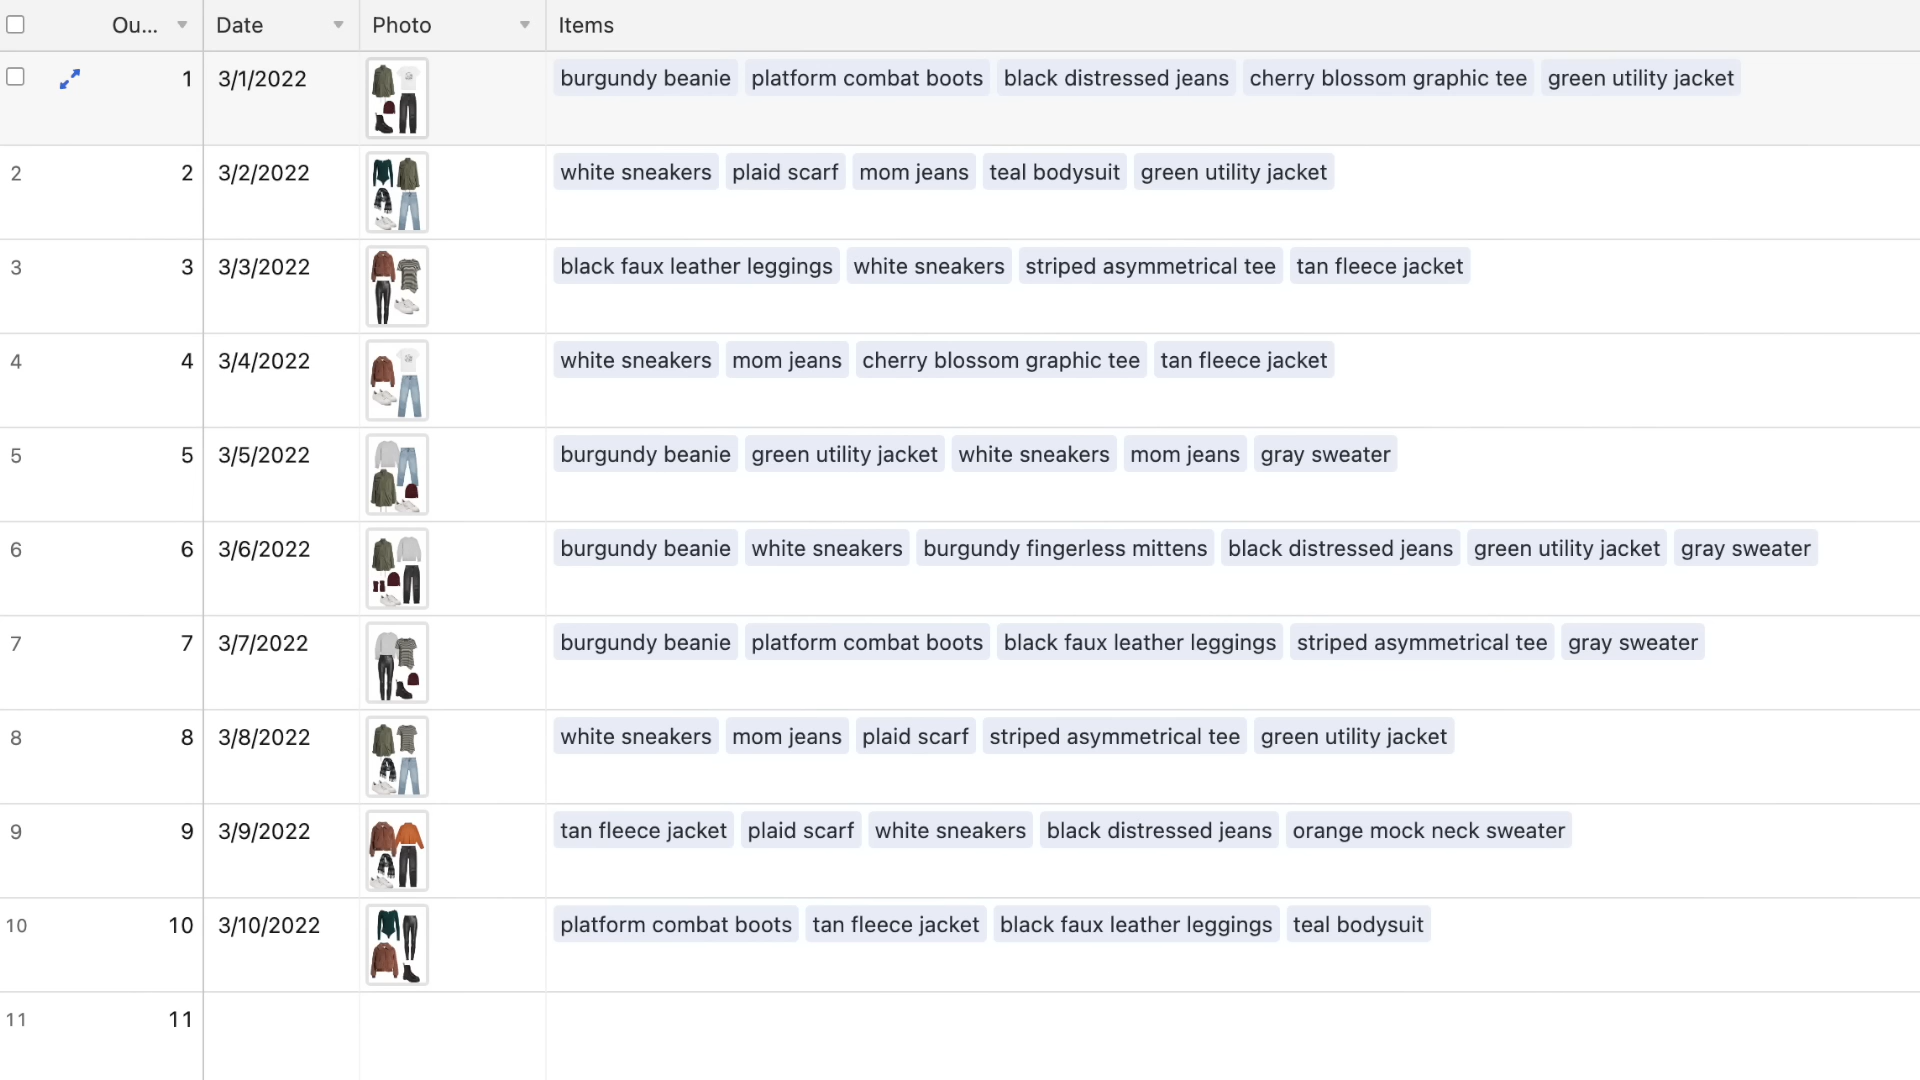 Ou... Date Photo Items
1 3/1/2022 burgundy beanie platform combat boots black distressed jeans cherry blossom graphic tee green utility jacket
2 2 3/2/2022 white sneakers plaid scarf mom jeans teal bodysuit green utility jacket
3 3 3/3/2022 black faux leather leggings white sneakers striped asymmetrical tee tan fleece jacket
4 4 3/4/2022 white sneakers mom jeans cherry blossom graphic tee tan fleece jacket
5 5 3/5/2022 burgundy beanie green utility jacket white sneakers mom jeans gray sweater
6 6 3/6/2022 burgundy beanie white sneakers burgundy fingerless mittens black distressed jeans green utility jacket gray sweater
7 7 3/7/2022 burgundy beanie platform combat boots black faux leather leggings striped asymmetrical tee gray sweater
8 8 3/8/2022 white sneakers mom jeans plaid scarf striped asymmetrical tee green utility jacket
9 9 3/9/2022 tan fleece jacket plaid scarf white sneakers black distressed jeans orange mock neck sweater
10 10 3/10/2022 platform combat boots tan fleece jacket black faux leather leggings teal bodysuit
11 11